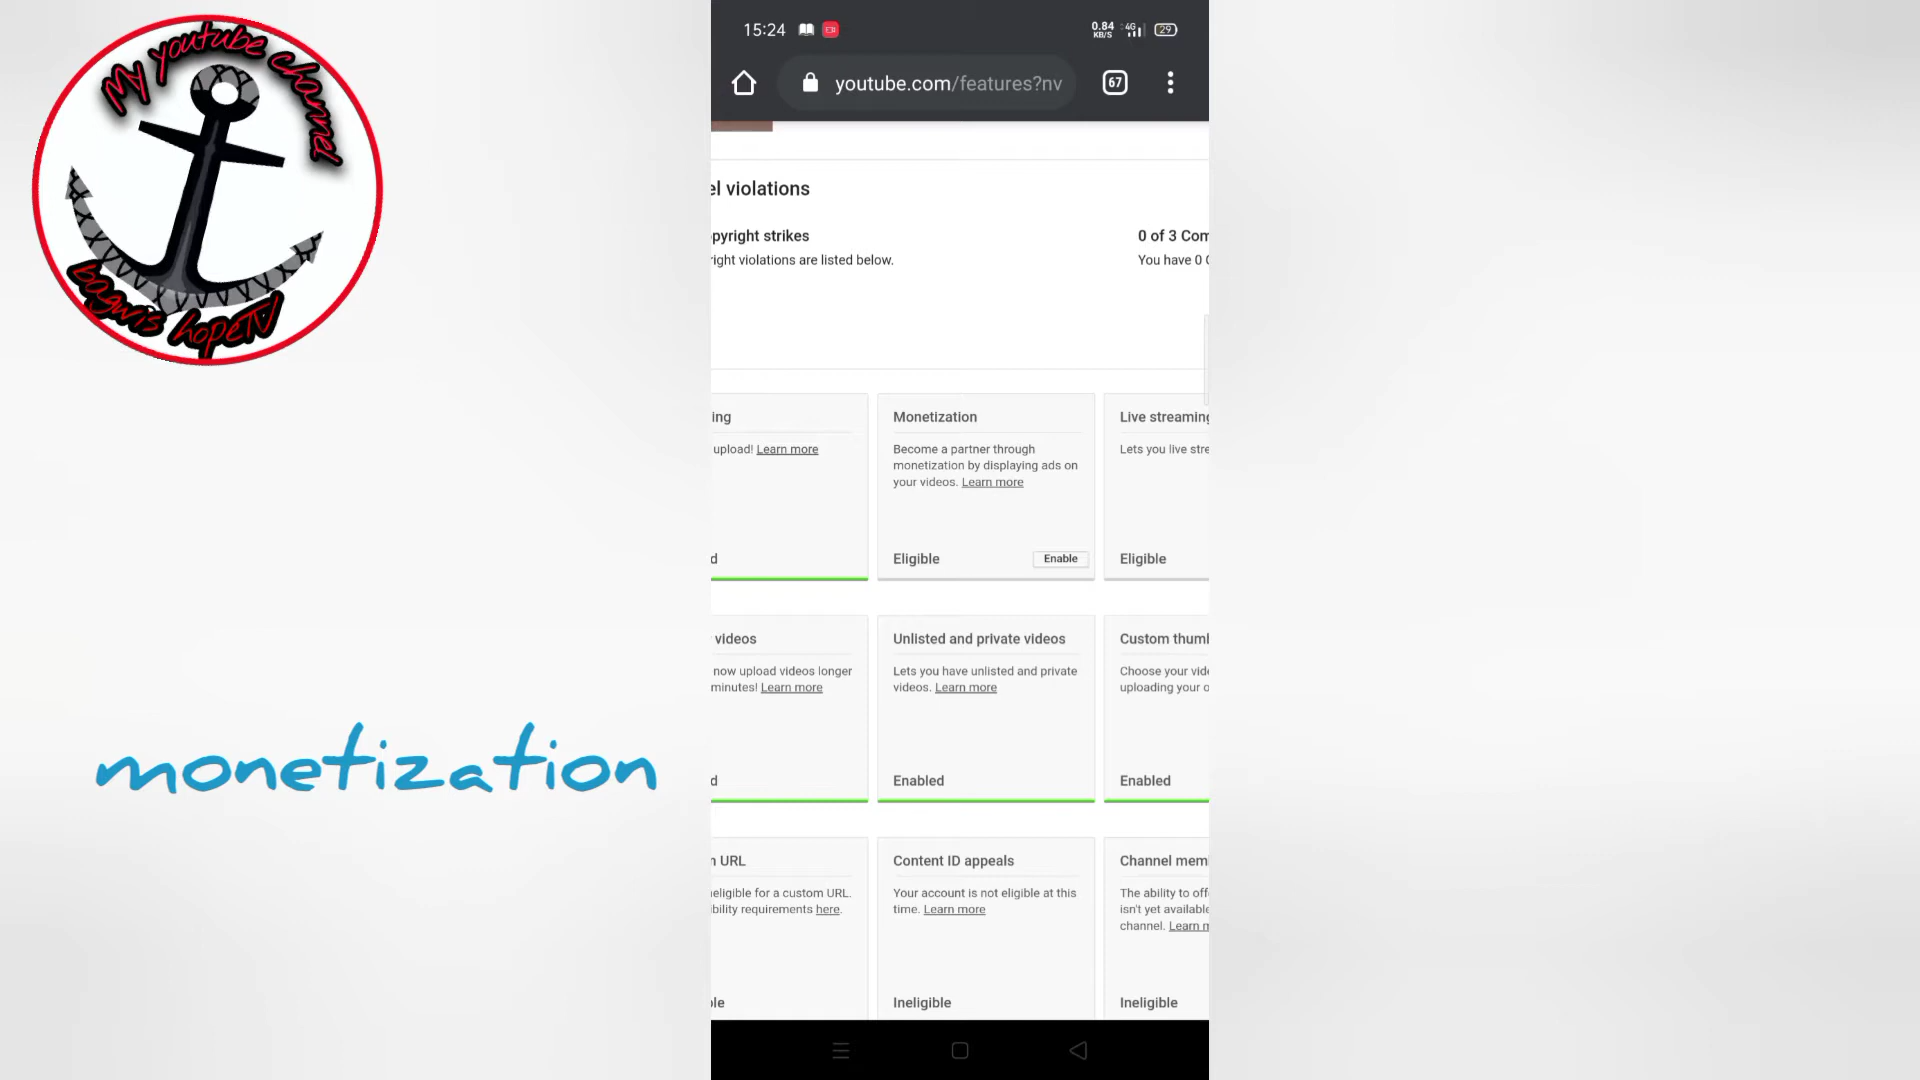 My youtube channel
bagwis hopeTV
monetization
15:24
0.84
KB/S
4G
29
youtube.com/features?nv
67
el violations
pyright strikes
right violations are listed below.
0 of 3 Com
You have 0 C
ing
upload! Learn more
d
Monetization
Become a partner through
monetization by displaying ads on
your videos. Learn more
Eligible
Enable
Live streaming
Lets you live stre
Eligible
videos
now upload videos longer
minutes! Learn more
d
Unlisted and private videos
Lets you have unlisted and private
videos. Learn more
Enabled
Custom thum
Choose your vide
uploading your o
Enabled
n URL
eligible for a custom URL.
ibility requirements here.
ble
Content ID appeals
Your account is not eligible at this
time. Learn more
Ineligible
Channel mem
The ability to off
isn't yet available
channel. Learn m
Ineligible